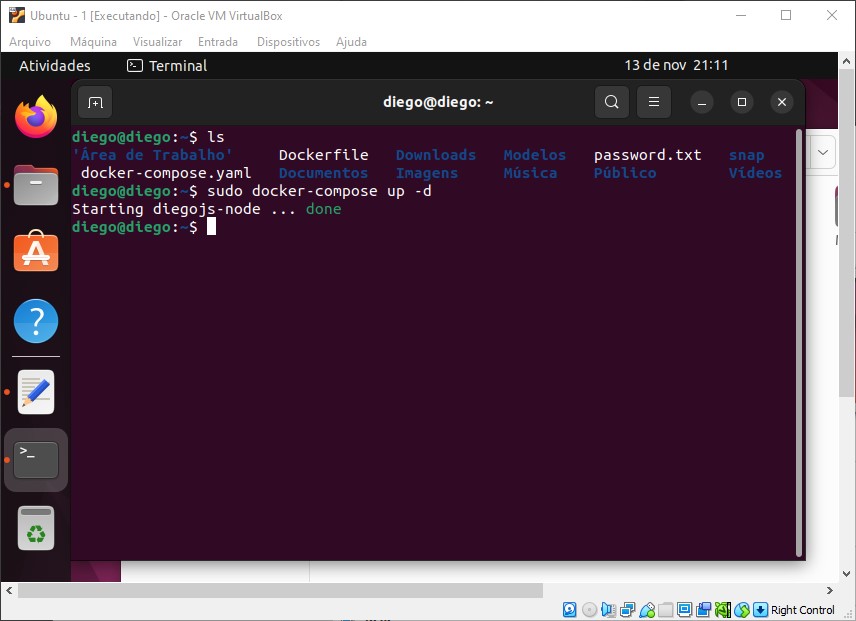 Ubuntu - 1 [Executando] - Oracle VM VirtualBox
Arquivo Máquina Visualizar Entrada Dispositivos Ajuda
Atividades Terminal 13 de nov 21:11
diego@diego: ~
diego@diego:~$ ls
'Área de Trabalho' Dockerfile Downloads Modelos password.txt snap
docker-compose.yaml Documentos Imagens Música Público Vídeos
diego@diego:~$ sudo docker-compose up -d
Starting diegojs-node ... done
diego@diego:~$
Right Control